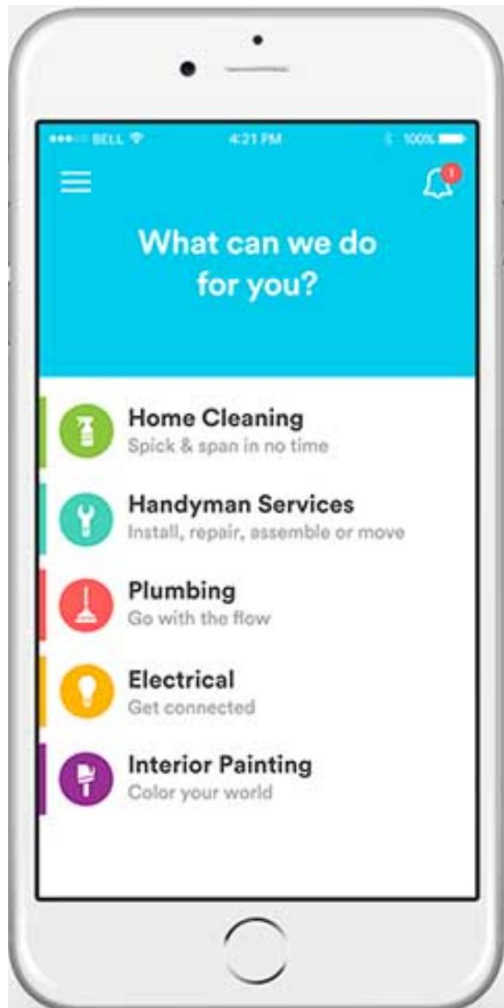 BELL 4:21 PM 100%
1
What can we do
for you?
Home Cleaning
Spick & span in no time
Handyman Services
Install, repair, assemble or move
Plumbing
Go with the flow
Electrical
Get connected
Interior Painting
Color your world